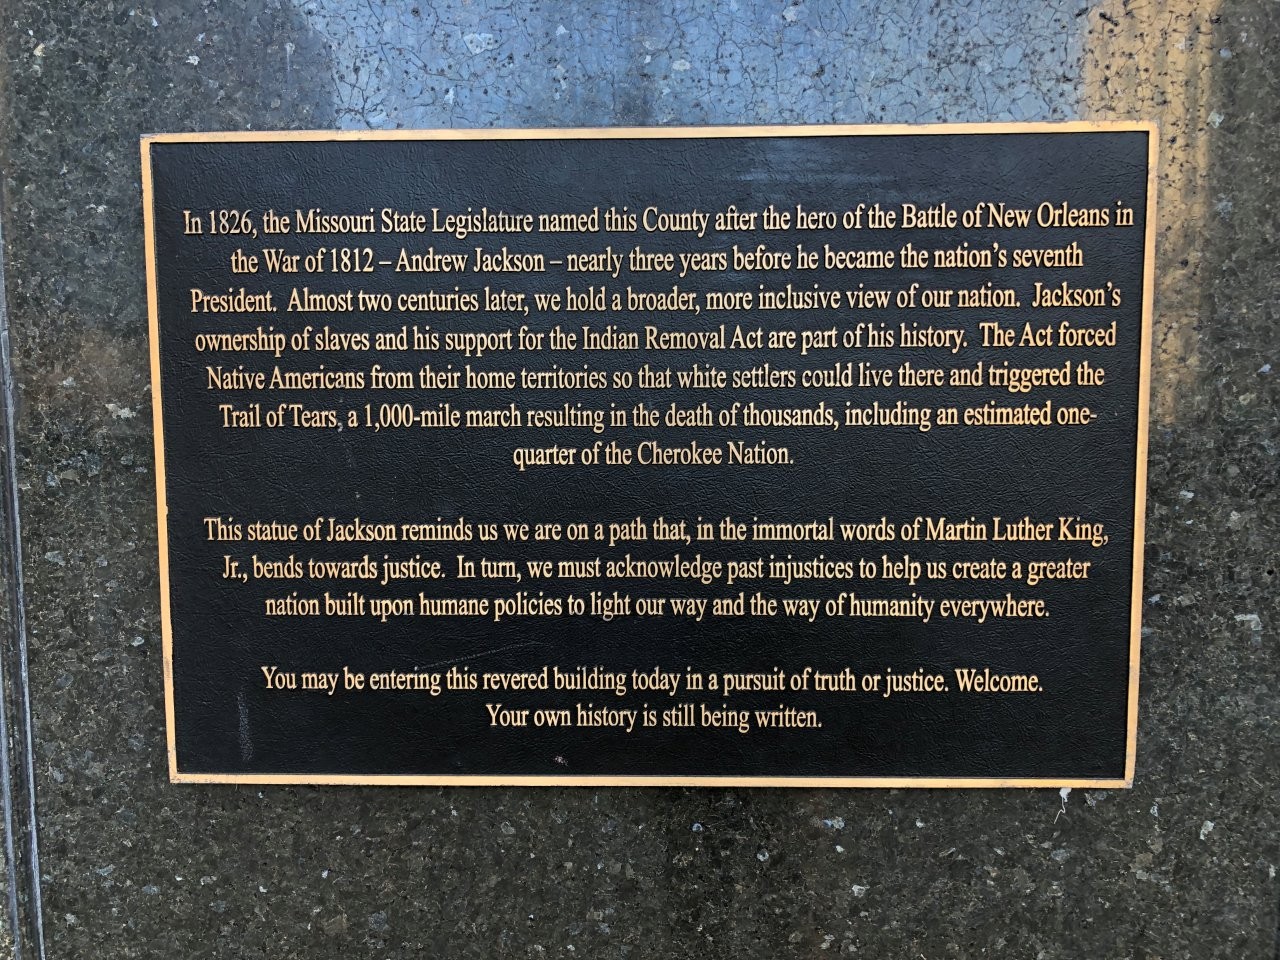 In 1826, the Missouri State Legislature named this County after the hero of the Battle of New Orleans in
the War of 1812 – Andrew Jackson – nearly three years before he became the nation's seventh
President.  Almost two centuries later, we hold a broader, more inclusive view of our nation.  Jackson's
ownership of slaves and his support for the Indian Removal Act are part of his history.  The Act forced
Native Americans from their home territories so that white settlers could live there and triggered the
Trail of Tears, a 1,000-mile march resulting in the death of thousands, including an estimated one-
quarter of the Cherokee Nation.
This statue of Jackson reminds us we are on a path that, in the immortal words of Martin Luther King,
Jr., bends towards justice.  In turn, we must acknowledge past injustices to help us create a greater
nation built upon humane policies to light our way and the way of humanity everywhere.
You may be entering this revered building today in a pursuit of truth or justice. Welcome.
Your own history is still being written.